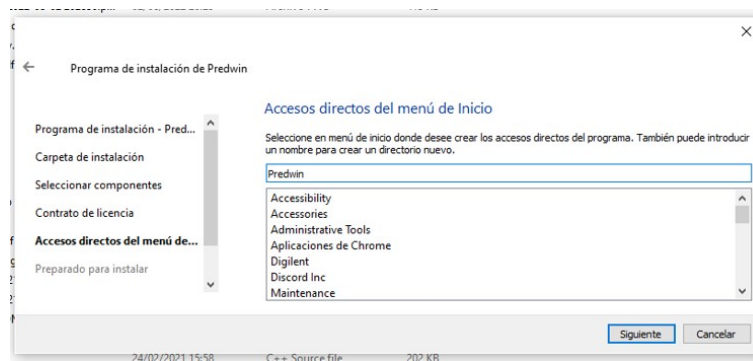 Programa de instalación de Predwin
Programa de instalación - Pred...
Carpeta de instalación
Seleccionar componentes
Contrato de licencia
Accesos directos del menú de...
Preparado para instalar
Accesos directos del menú de Inicio
Seleccione en menú de inicio donde desee crear los accesos directos del programa. También puede introducir
un nombre para crear un directorio nuevo.
Predwin
Accessibility
Accessories
Administrative Tools
Aplicaciones de Chrome
Digilent
Discord Inc
Maintenance
Siguiente
Cancelar
24/02/2021 15:58 C++ Source file 202 KB